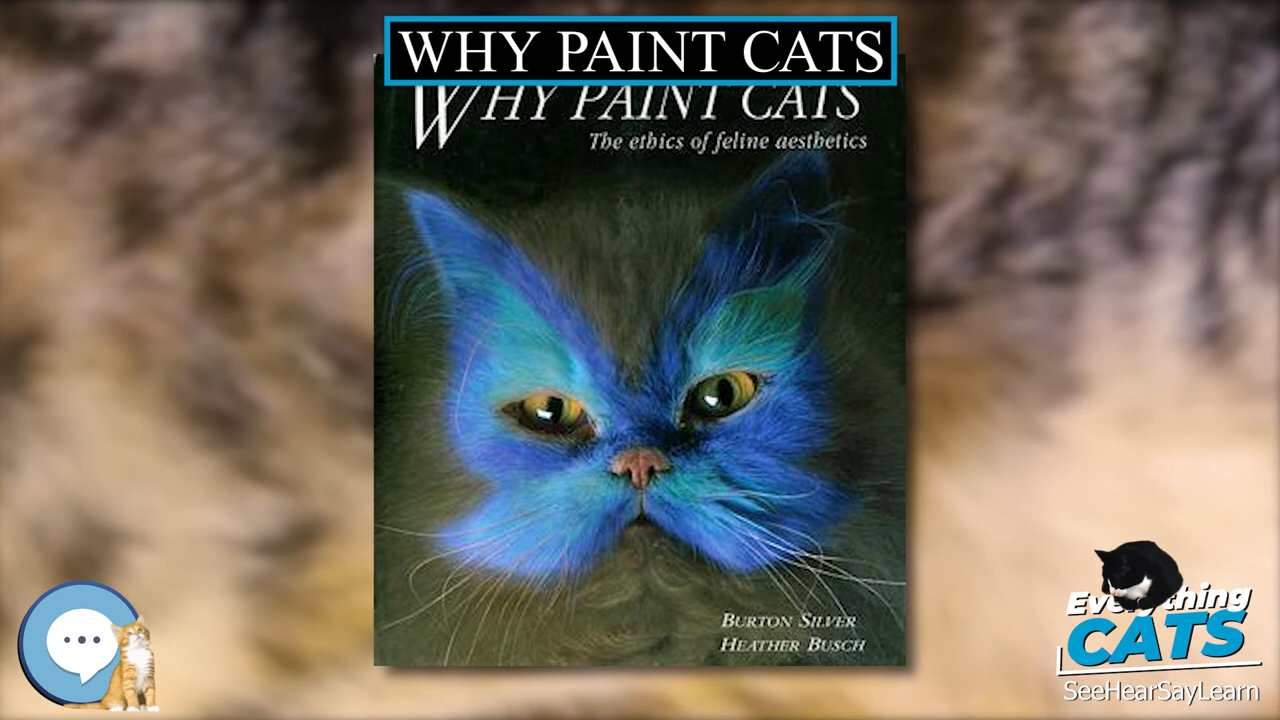 WHY PAINT CATS
WHY PAINT CATS
The ethics of feline aesthetics
BURTON SILVER
HEATHER BUSCH
Everything
CATS
SeeHearSayLearn